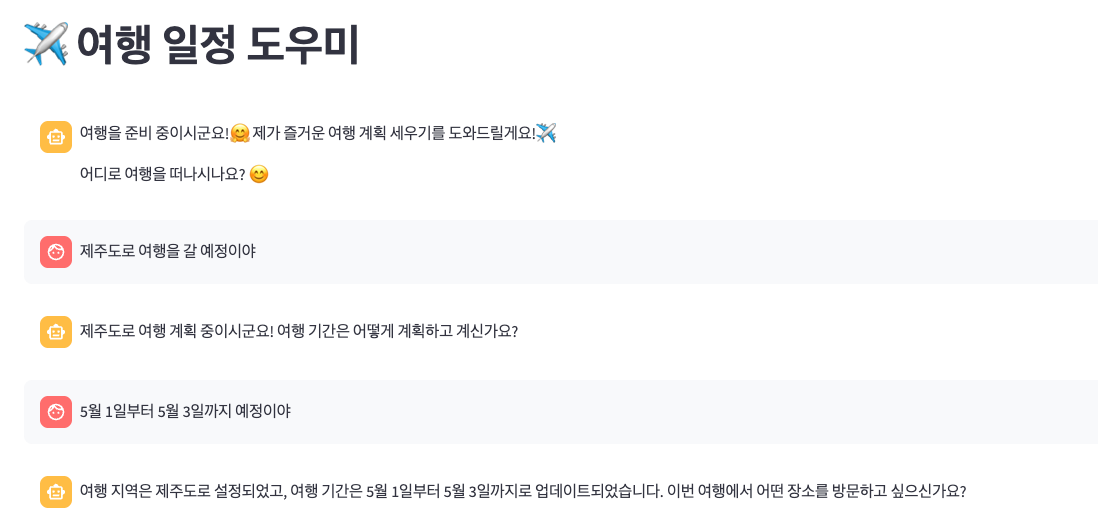 ✈️ 여행 일정 도우미
여행을 준비 중이시군요!🤗 제가 즐거운 여행 계획 세우기를 도와드릴게요!✈️
어디로 여행을 떠나시나요? 😊
제주도로 여행을 갈 예정이야
제주도로 여행 계획 중이시군요! 여행 기간은 어떻게 계획하고 계신가요?
5월 1일부터 5월 3일까지 예정이야
여행 지역은 제주도로 설정되었고, 여행 기간은 5월 1일부터 5월 3일까지로 업데이트되었습니다. 이번 여행에서 어떤 장소를 방문하고 싶으신가요?